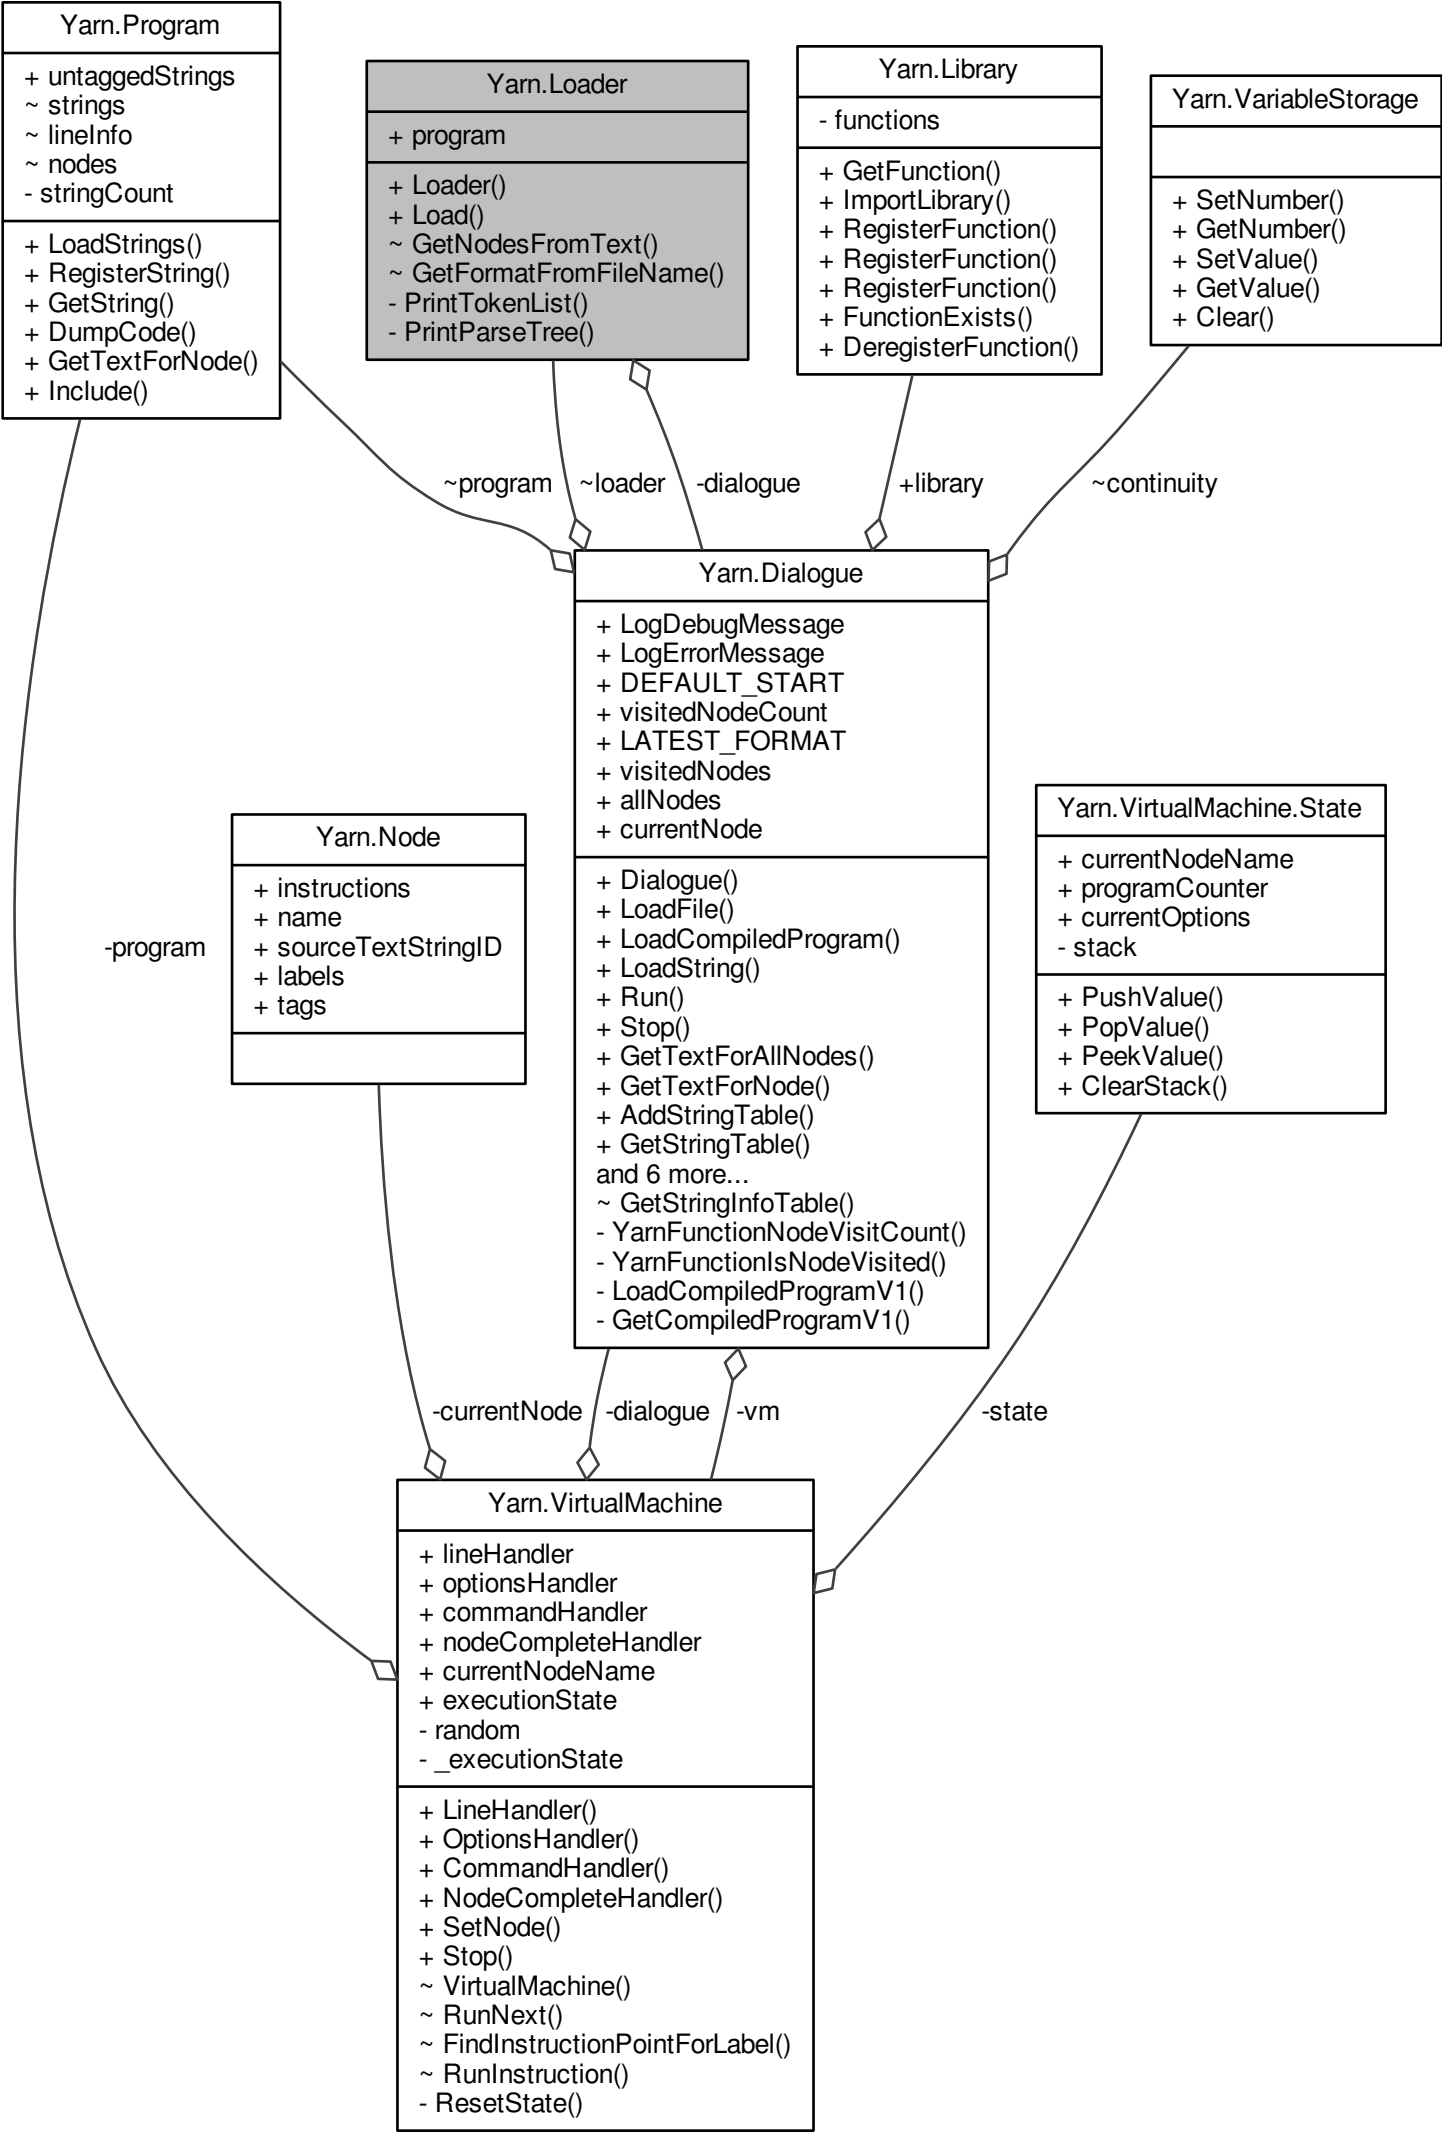 Yarn.Program
+ untaggedStrings
~ strings
~ lineInfo
~ nodes
- stringCount
+ LoadStrings()
+ RegisterString()
+ GetString()
+ DumpCode()
+ GetTextForNode()
+ Include()
Yarn.Loader
+ program
+ Loader()
+ Load()
~ GetNodesFromText()
~ GetFormatFromFileName()
- PrintTokenList()
- PrintParseTree()
Yarn.Library
- functions
+ GetFunction()
+ ImportLibrary()
+ RegisterFunction()
+ RegisterFunction()
+ RegisterFunction()
+ FunctionExists()
+ DeregisterFunction()
Yarn.VariableStorage
+ SetNumber()
+ GetNumber()
+ SetValue()
+ GetValue()
+ Clear()
~program
~loader
-dialogue
+library
~continuity
Yarn.Dialogue
+ LogDebugMessage
+ LogErrorMessage
+ DEFAULT_START
+ visitedNodeCount
+ LATEST_FORMAT
+ visitedNodes
+ allNodes
+ currentNode
+ Dialogue()
+ LoadFile()
+ LoadCompiledProgram()
+ LoadString()
+ Run()
+ Stop()
+ GetTextForAllNodes()
+ GetTextForNode()
+ AddStringTable()
+ GetStringTable()
and 6 more...
~ GetStringInfoTable()
- YarnFunctionNodeVisitCount()
- YarnFunctionIsNodeVisited()
- LoadCompiledProgramV1()
- GetCompiledProgramV1()
-program
Yarn.Node
+ instructions
+ name
+ sourceTextStringID
+ labels
+ tags
Yarn.VirtualMachine.State
+ currentNodeName
+ programCounter
+ currentOptions
- stack
+ PushValue()
+ PopValue()
+ PeekValue()
+ ClearStack()
-currentNode
-dialogue
-vm
-state
Yarn.VirtualMachine
+ lineHandler
+ optionsHandler
+ commandHandler
+ nodeCompleteHandler
+ currentNodeName
+ executionState
- random
- _executionState
+ LineHandler()
+ OptionsHandler()
+ CommandHandler()
+ NodeCompleteHandler()
+ SetNode()
+ Stop()
~ VirtualMachine()
~ RunNext()
~ FindInstructionPointForLabel()
~ RunInstruction()
- ResetState()